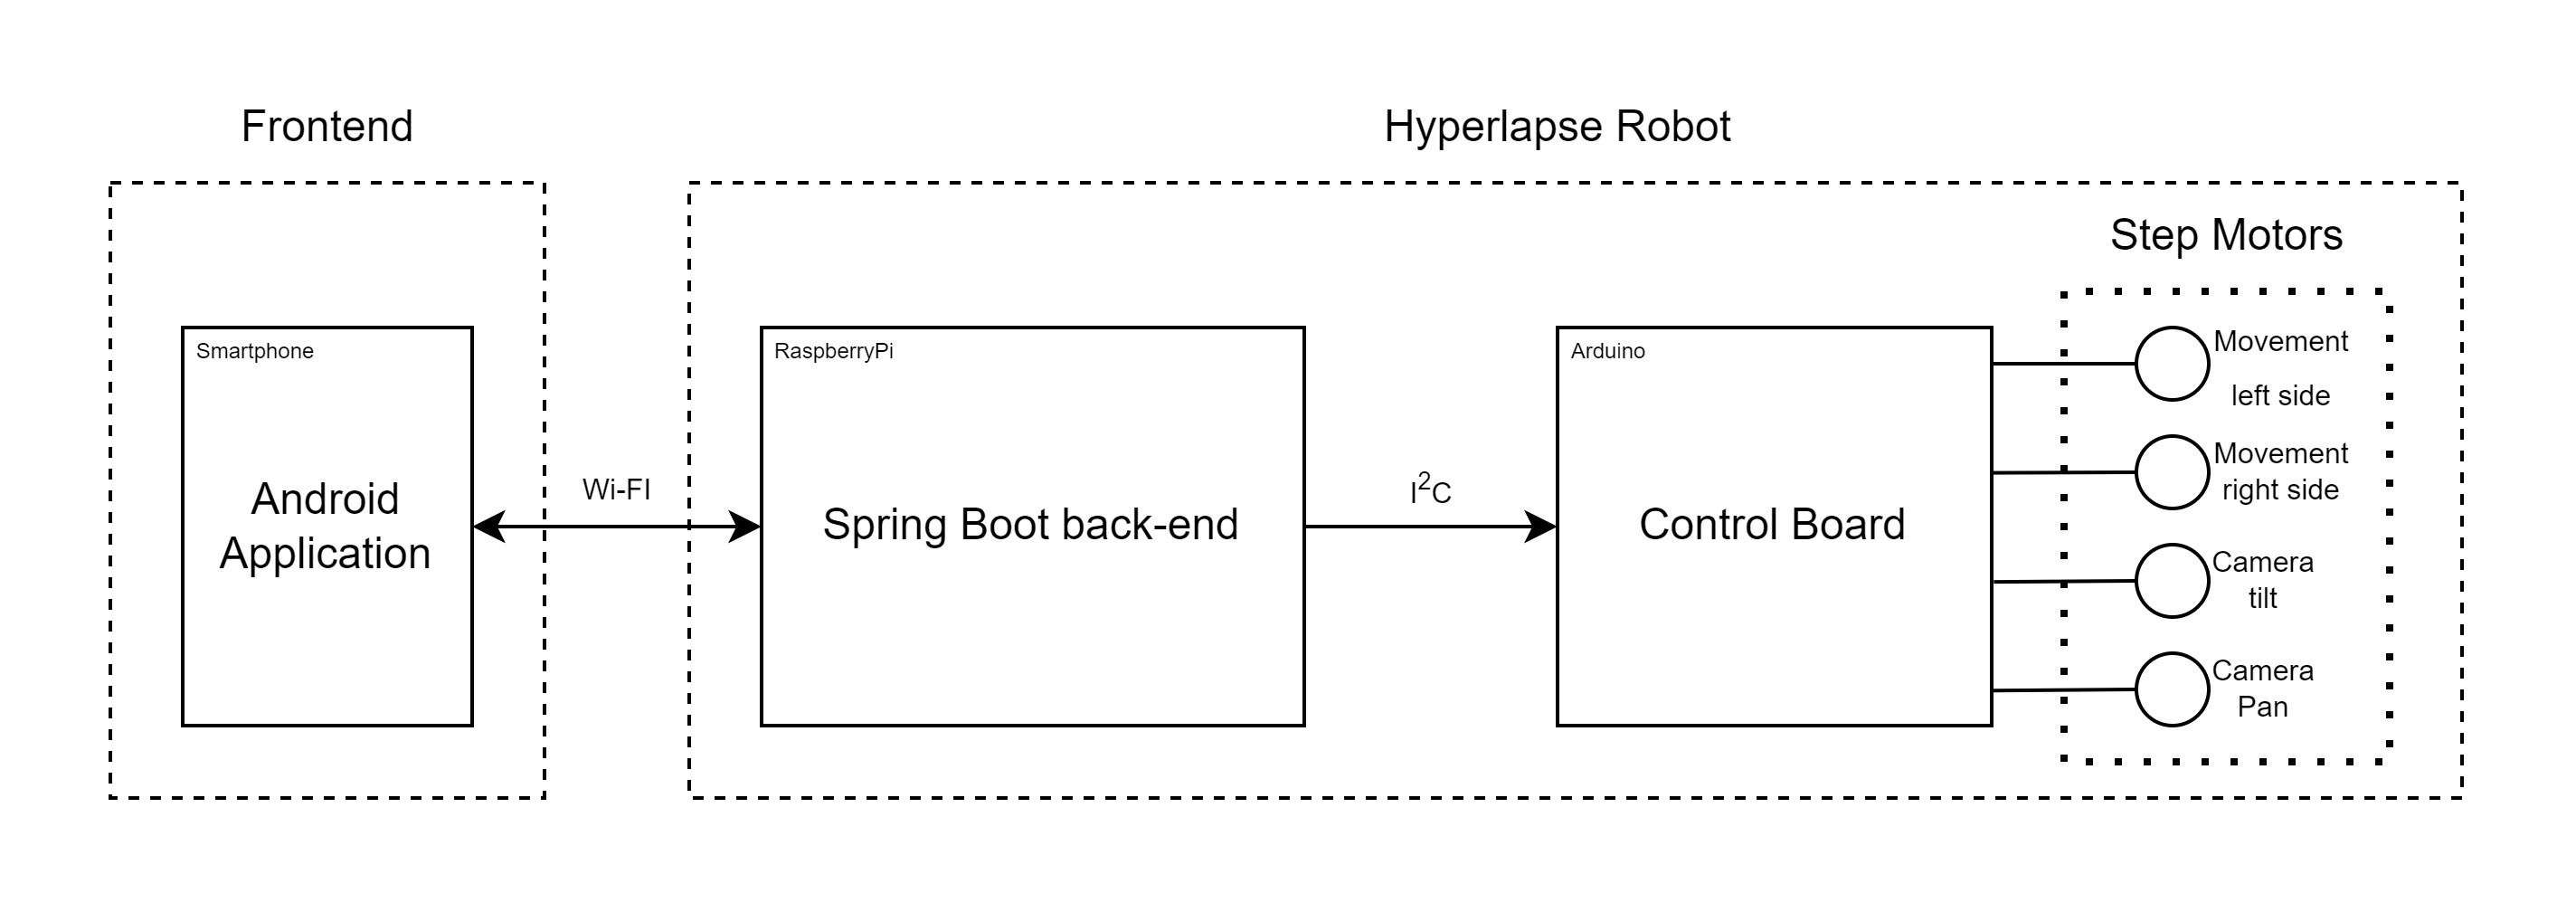 Frontend
Hyperlapse Robot
Step Motors
Smartphone
Android
Application
Wi-FI
RaspberryPi
Spring Boot back-end
I²C
Arduino
Control Board
Movement
left side
Movement
right side
Camera
tilt
Camera
Pan